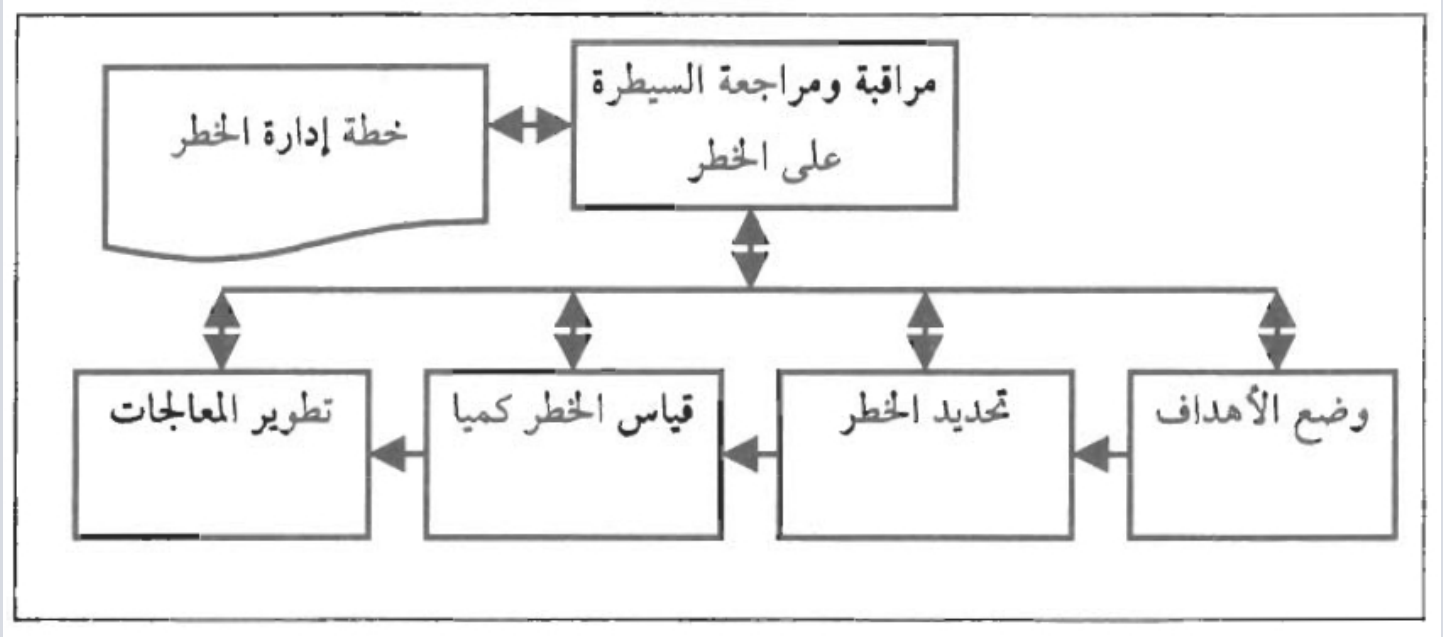 مراقبة ومراجعة السيطرة
على الخطر
خطة إدارة الخطر
وضع الأهداف
تحديد الخطر
قياس الخطر كميا
تطوير المعالجات